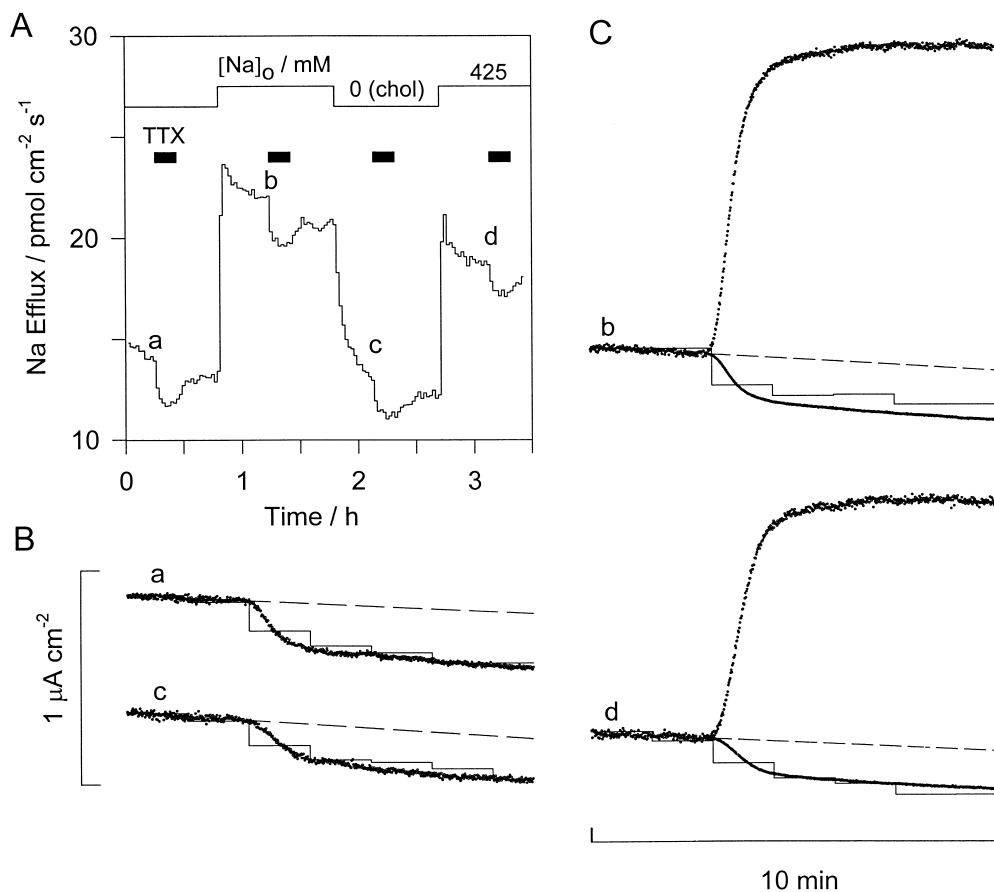 A
30
[Na]o / mM
0 (chol)
425
TTX
b
20
d
a
c
10
0
1
2
3
Time / h
Na Efflux / pmol cm-2 s-1
B
a
c
1 µA cm-2
C
b
d
10 min